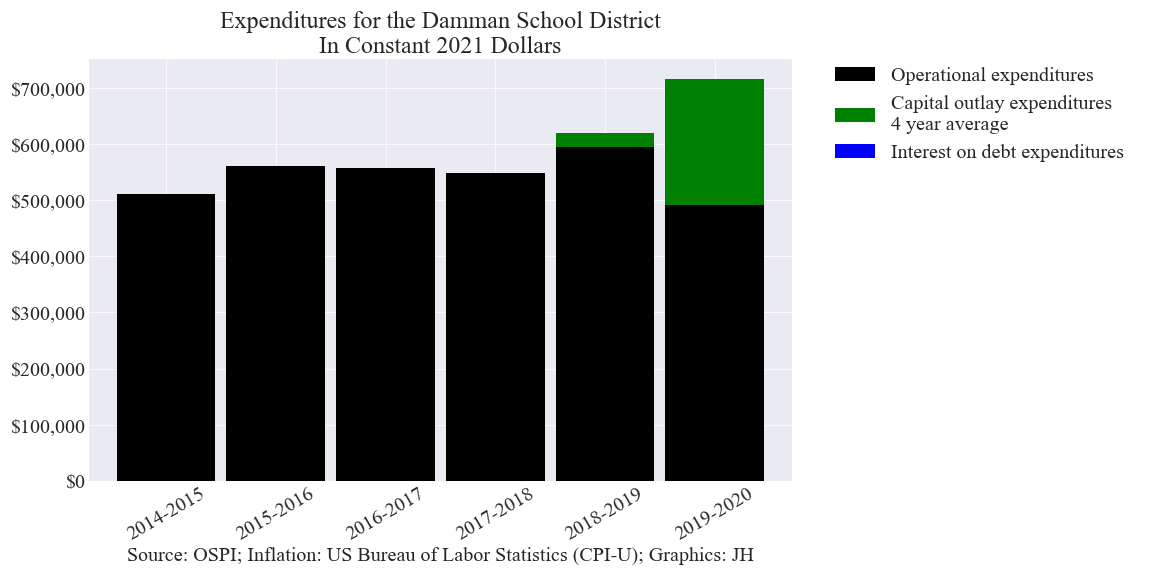 Expenditures for the Damman School District
In Constant 2021 Dollars
$700,000
$600,000
$500,000
$400,000
$300,000
$200,000
$100,000
$0
2014-2015
2015-2016
2016-2017
2017-2018
2018-2019
2019-2020
Source: OSPI; Inflation: US Bureau of Labor Statistics (CPI-U); Graphics: JH
Operational expenditures
Capital outlay expenditures
4 year average
Interest on debt expenditures